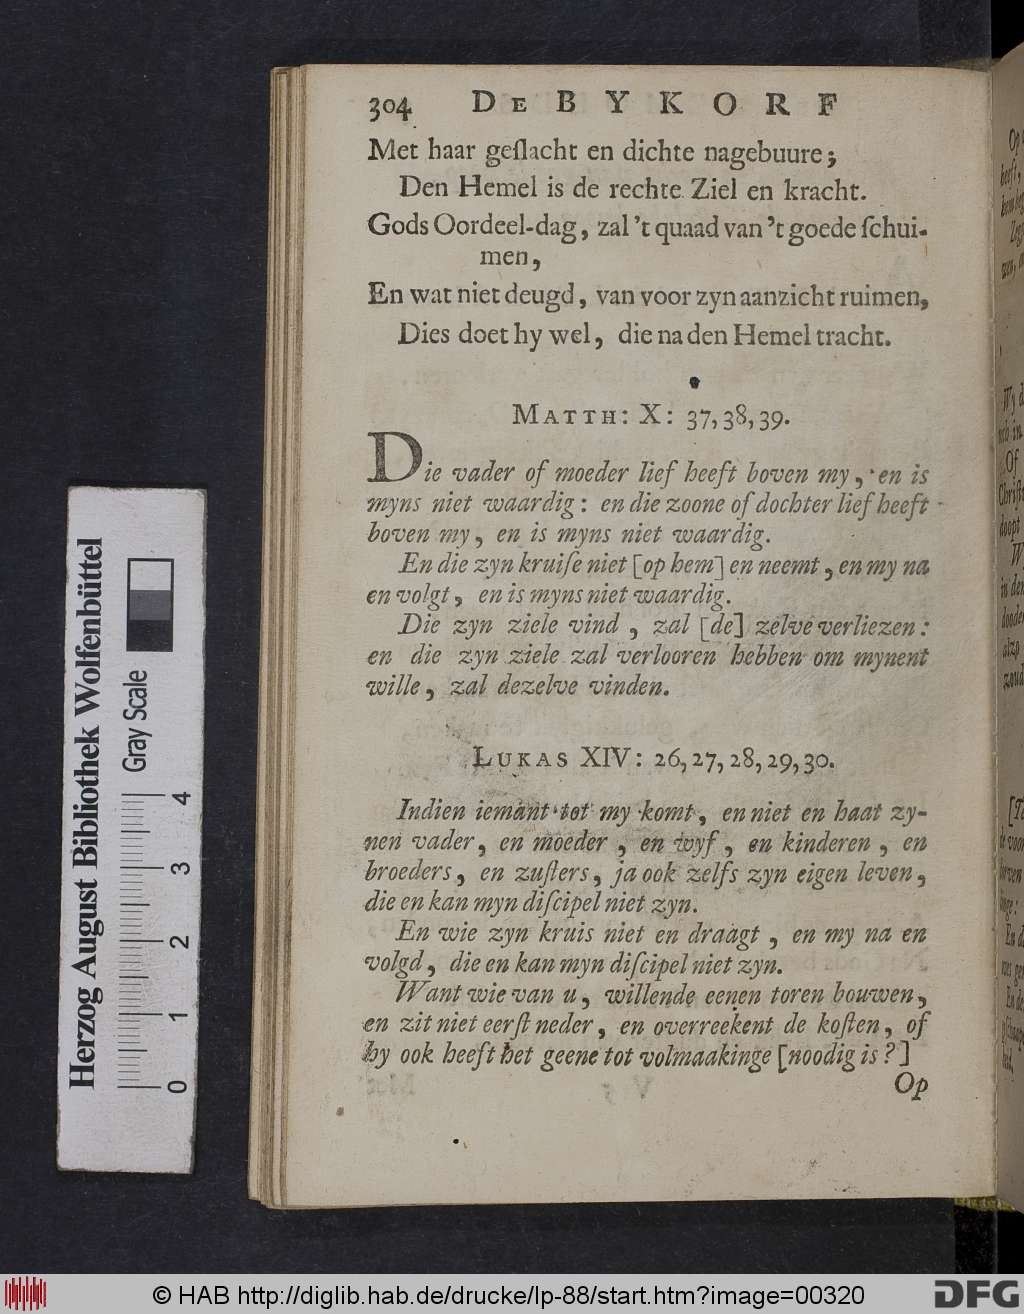 304 DE BYKORF
Met haar geſlacht en dichte nagebuure;
Den Hemel is de rechte Ziel en kracht.
Gods Oordeel-dag, zal 't quaad van 't goede ſchui-
men,
En wat niet deugd, van voor zyn aanzicht ruimen,
Dies doet hy wel, die na den Hemel tracht.
MATTH: X: 37, 38, 39.
Die vader of moeder lief heeft boven my, en is
myns niet waardig: en die zoone of dochter lief heeft
boven my, en is myns niet waardig.
En die zyn kruiſe niet [op hem] en neemt, en my na
en volgt, en is myns niet waardig.
Die zyn ziele vind, zal [de] zelve verliezen:
en die zyn ziele zal verlooren hebben om mynent
wille, zal dezelve vinden.
LUKAS XIV: 26, 27, 28, 29, 30.
Indien iemant tot my komt, en niet en haat zy-
nen vader, en moeder, en wyf, en kinderen, en
broeders, en zuſters, ja ook zelfs zyn eigen leven,
die en kan myn diſcipel niet zyn.
En wie zyn kruis niet en draagt, en my na en
volgd, die en kan myn diſcipel niet zyn.
Want wie van u, willende eenen toren bouwen,
en zit niet eerſt neder, en overreekent de koſten, of
hy ook heeft het geene tot volmaakinge [noodig is?]
Op
Herzog August Bibliothek Wolfenbüttel
Gray Scale
0 1 2 3 4
© HAB http://diglib.hab.de/drucke/lp-88/start.htm?image=00320
DFG